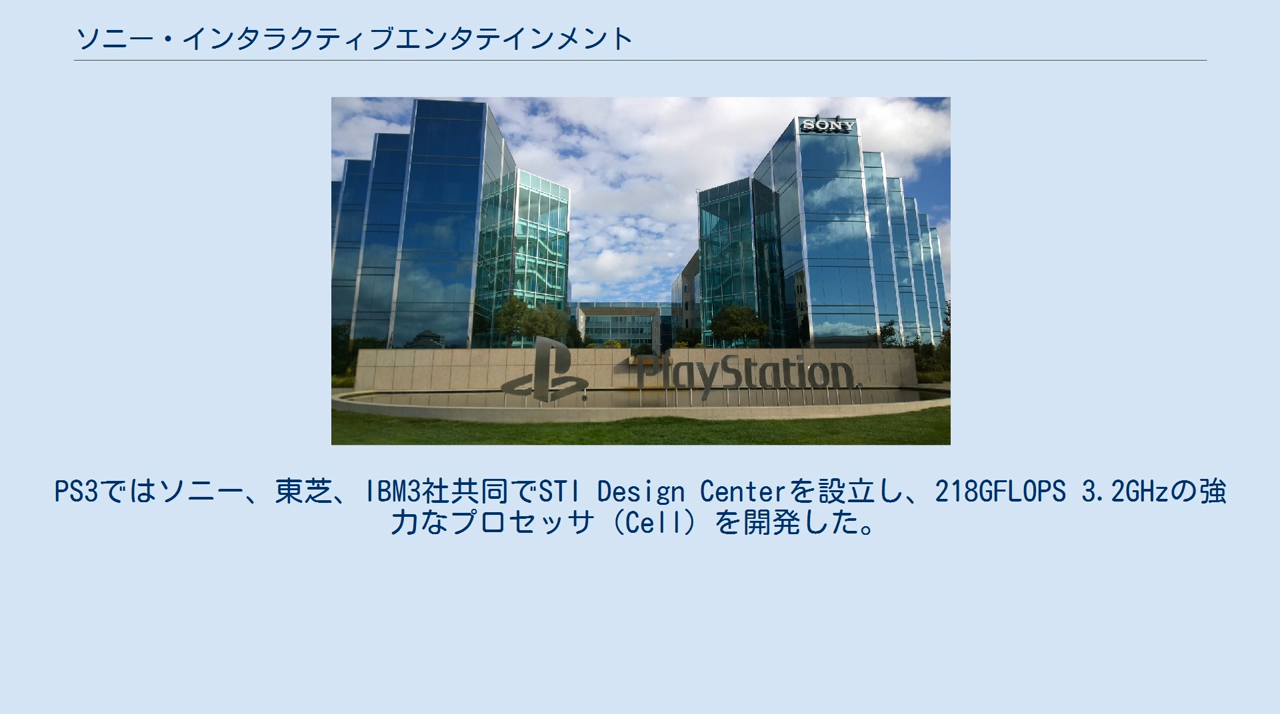 ソニー・インタラクティブエンタテインメント
SONY
PlayStation
PS3ではソニー、東芝、IBM3社共同でSTI Design Centerを設立し、218GFLOPS 3.2GHzの強
力なプロセッサ（Cell）を開発した。